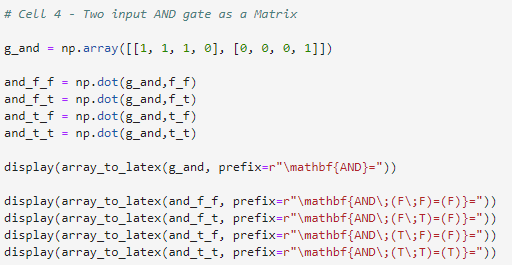 # Cell 4 - Two input AND gate as a Matrix
g_and = np.array([[1, 1, 1, 0], [0, 0, 0, 1]])
and_f_f = np.dot(g_and,f_f)
and_f_t = np.dot(g_and,f_t)
and_t_f = np.dot(g_and,t_f)
and_t_t = np.dot(g_and,t_t)
display(array_to_latex(g_and, prefix=r"\mathbf{AND}="))
display(array_to_latex(and_f_f, prefix=r"\mathbf{AND\;(F\;F)=(F)}="))
display(array_to_latex(and_f_t, prefix=r"\mathbf{AND\;(F\;T)=(F)}="))
display(array_to_latex(and_t_f, prefix=r"\mathbf{AND\;(T\;F)=(F)}="))
display(array_to_latex(and_t_t, prefix=r"\mathbf{AND\;(T\;T)=(T)}="))